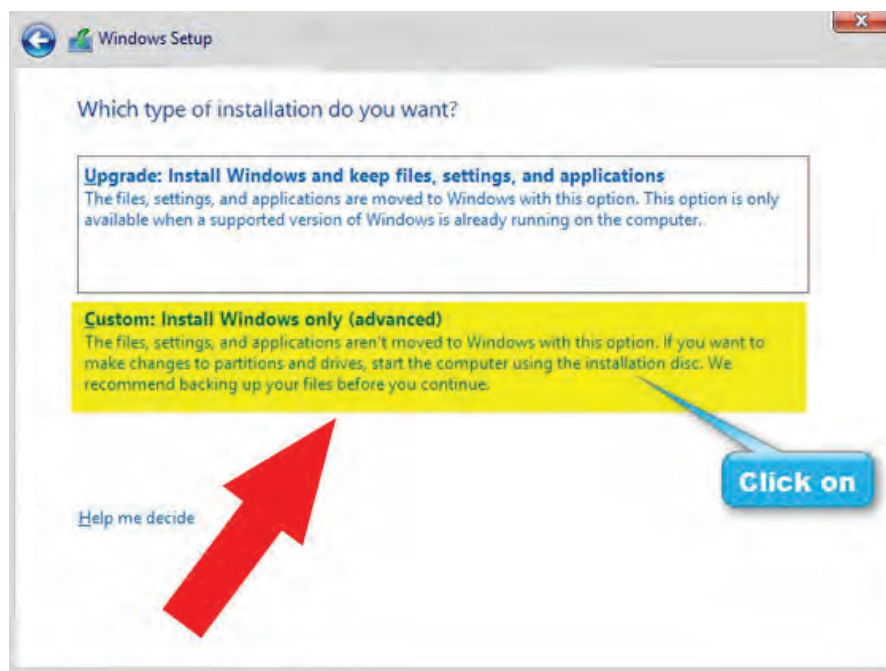 Windows Setup
Which type of installation do you want?
Upgrade: Install Windows and keep files, settings, and applications
The files, settings, and applications are moved to Windows with this option. This option is only
available when a supported version of Windows is already running on the computer.
Custom: Install Windows only (advanced)
The files, settings, and applications aren't moved to Windows with this option. If you want to
make changes to partitions and drives, start the computer using the installation disc. We
recommend backing up your files before you continue.
Click on
Help me decide